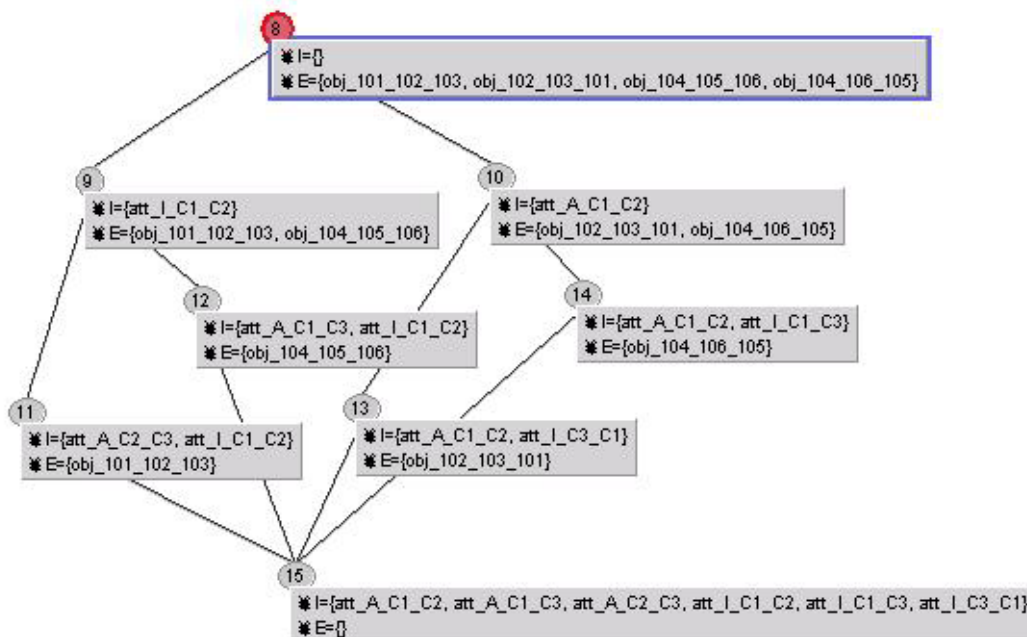 8
I={}
E={obj_101_102_103, obj_102_103_101, obj_104_105_106, obj_104_106_105}
9
I={att_I_C1_C2}
E={obj_101_102_103, obj_104_105_106}
10
I={att_A_C1_C2}
E={obj_102_103_101, obj_104_106_105}
12
I={att_A_C1_C3, att_I_C1_C2}
E={obj_104_105_106}
14
I={att_A_C1_C2, att_I_C1_C3}
E={obj_104_106_105}
11
I={att_A_C2_C3, att_I_C1_C2}
E={obj_101_102_103}
13
I={att_A_C1_C2, att_I_C3_C1}
E={obj_102_103_101}
15
I={att_A_C1_C2, att_A_C1_C3, att_A_C2_C3, att_I_C1_C2, att_I_C1_C3, att_I_C3_C1}
E={}